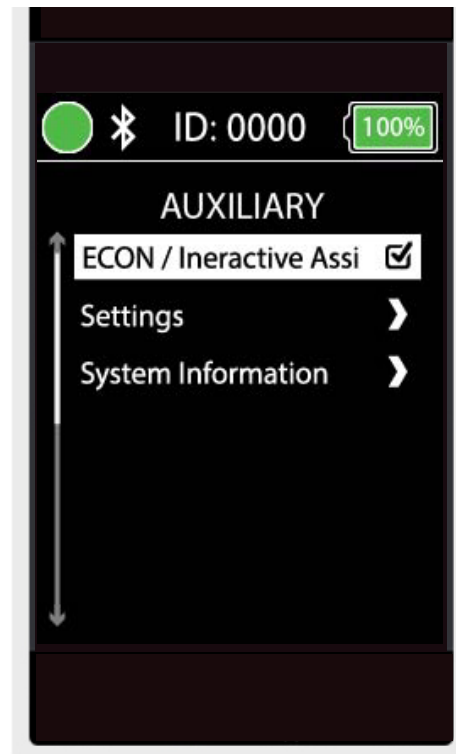 ID: 0000 100%
AUXILIARY
ECON / Ineractive Assi
Settings
System Information